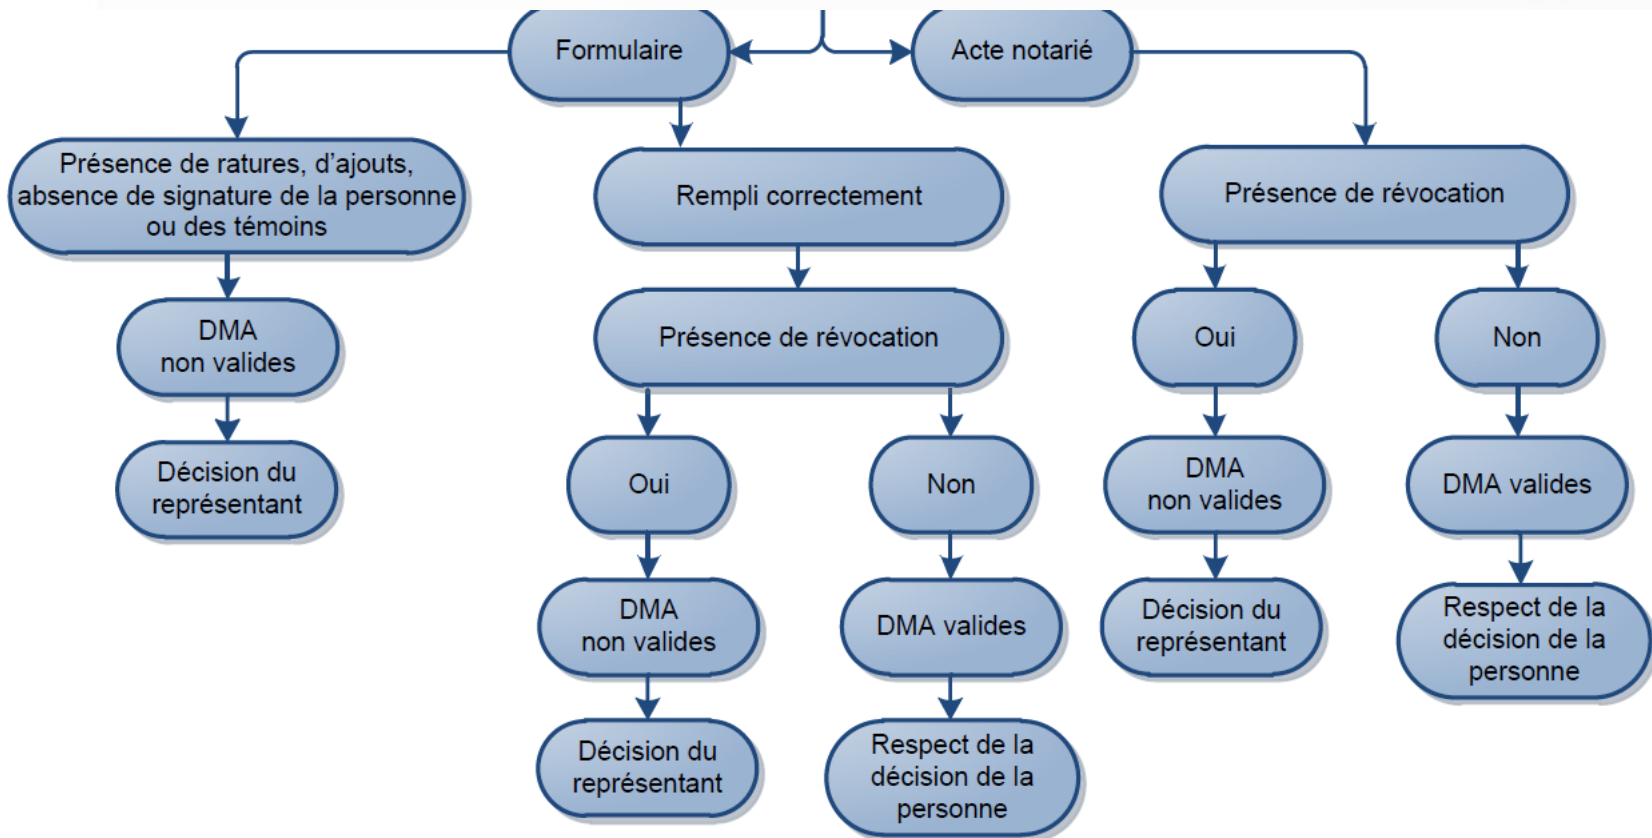 Formulaire
Acte notarié
Présence de ratures, d'ajouts,
absence de signature de la personne
ou des témoins
Rempli correctement
Présence de révocation
DMA
non valides
Présence de révocation
Oui
Non
Décision du
représentant
Oui
Non
DMA
non valides
DMA valides
DMA
non valides
DMA valides
Décision du
représentant
Respect de la
décision de la
personne
Décision du
représentant
Respect de la
décision de la
personne